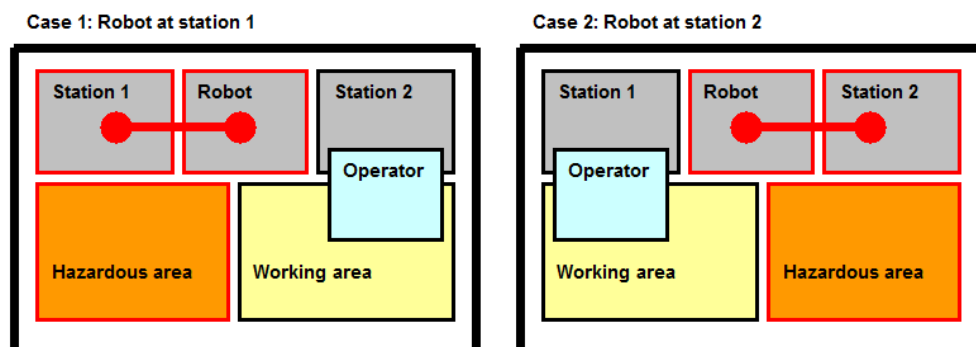 Case 1: Robot at station 1
Case 2: Robot at station 2
Station 1
Robot
Station 2
Operator
Hazardous area
Working area
Station 1
Robot
Station 2
Operator
Working area
Hazardous area